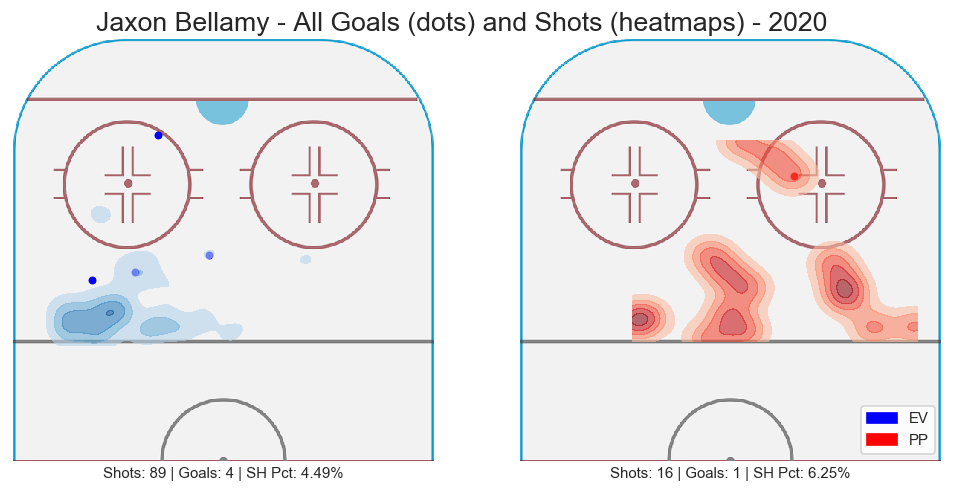 Jaxon Bellamy - All Goals (dots) and Shots (heatmaps) - 2020
EV
PP
Shots: 89 | Goals: 4 | SH Pct: 4.49%
Shots: 16 | Goals: 1 | SH Pct: 6.25%